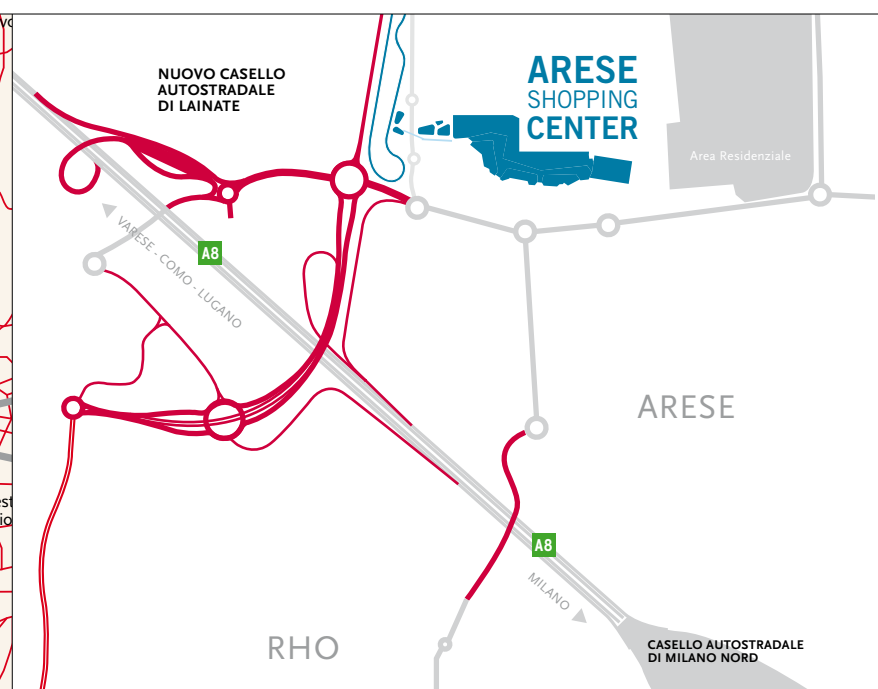 NUOVO CASELLO
AUTOSTRADALE
DI LAINATE
ARESE
SHOPPING
CENTER
Area Residenziale
A8
VARESE - COMO - LUGANO
ARESE
A8
MILANO
RHO
CASELLO AUTOSTRADALE
DI MILANO NORD